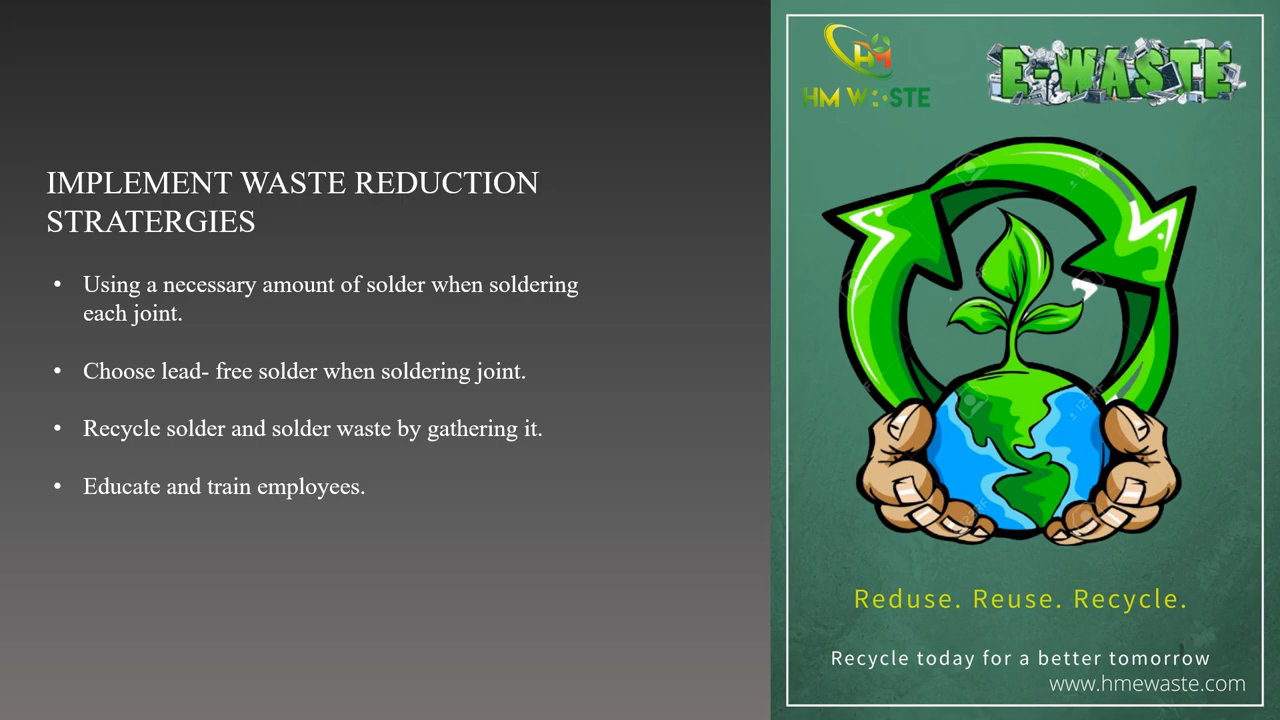 IMPLEMENT WASTE REDUCTION
STRATERGIES
• Using a necessary amount of solder when soldering
each joint.
• Choose lead- free solder when soldering joint.
• Recycle solder and solder waste by gathering it.
• Educate and train employees.
HM
HM WASTE
E-WASTE
Reduse. Reuse. Recycle.
Recycle today for a better tomorrow
www.hmewaste.com